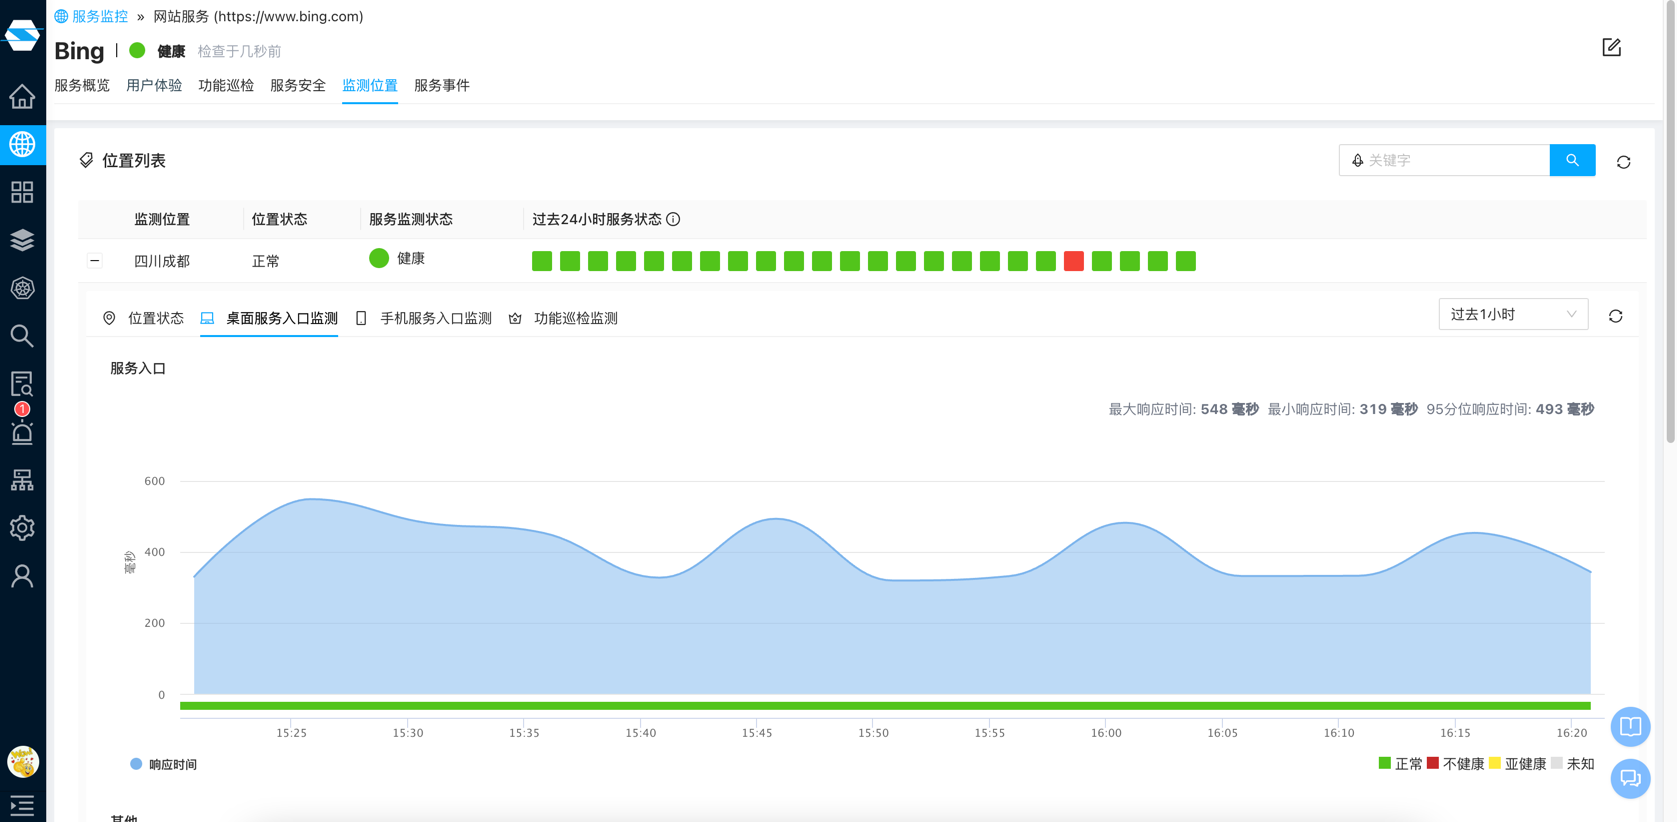 服务监控 » 网站服务 (https://www.bing.com)
Bing 健康 检查于几秒前
服务概览 用户体验 功能巡检 服务安全 监测位置 服务事件
位置列表
关键字
监测位置 位置状态 服务监测状态 过去24小时服务状态
四川成都 正常 健康
位置状态 桌面服务入口监测 手机服务入口监测 功能巡检监测
过去1小时
服务入口
1
最大响应时间: 548 毫秒 最小响应时间: 319 毫秒 95分位响应时间: 493 毫秒
600
400
毫秒
200
0
15:25 15:30 15:35 15:40 15:45 15:50 15:55 16:00 16:05 16:10 16:15 16:20
响应时间
正常 不健康 亚健康 未知
其他